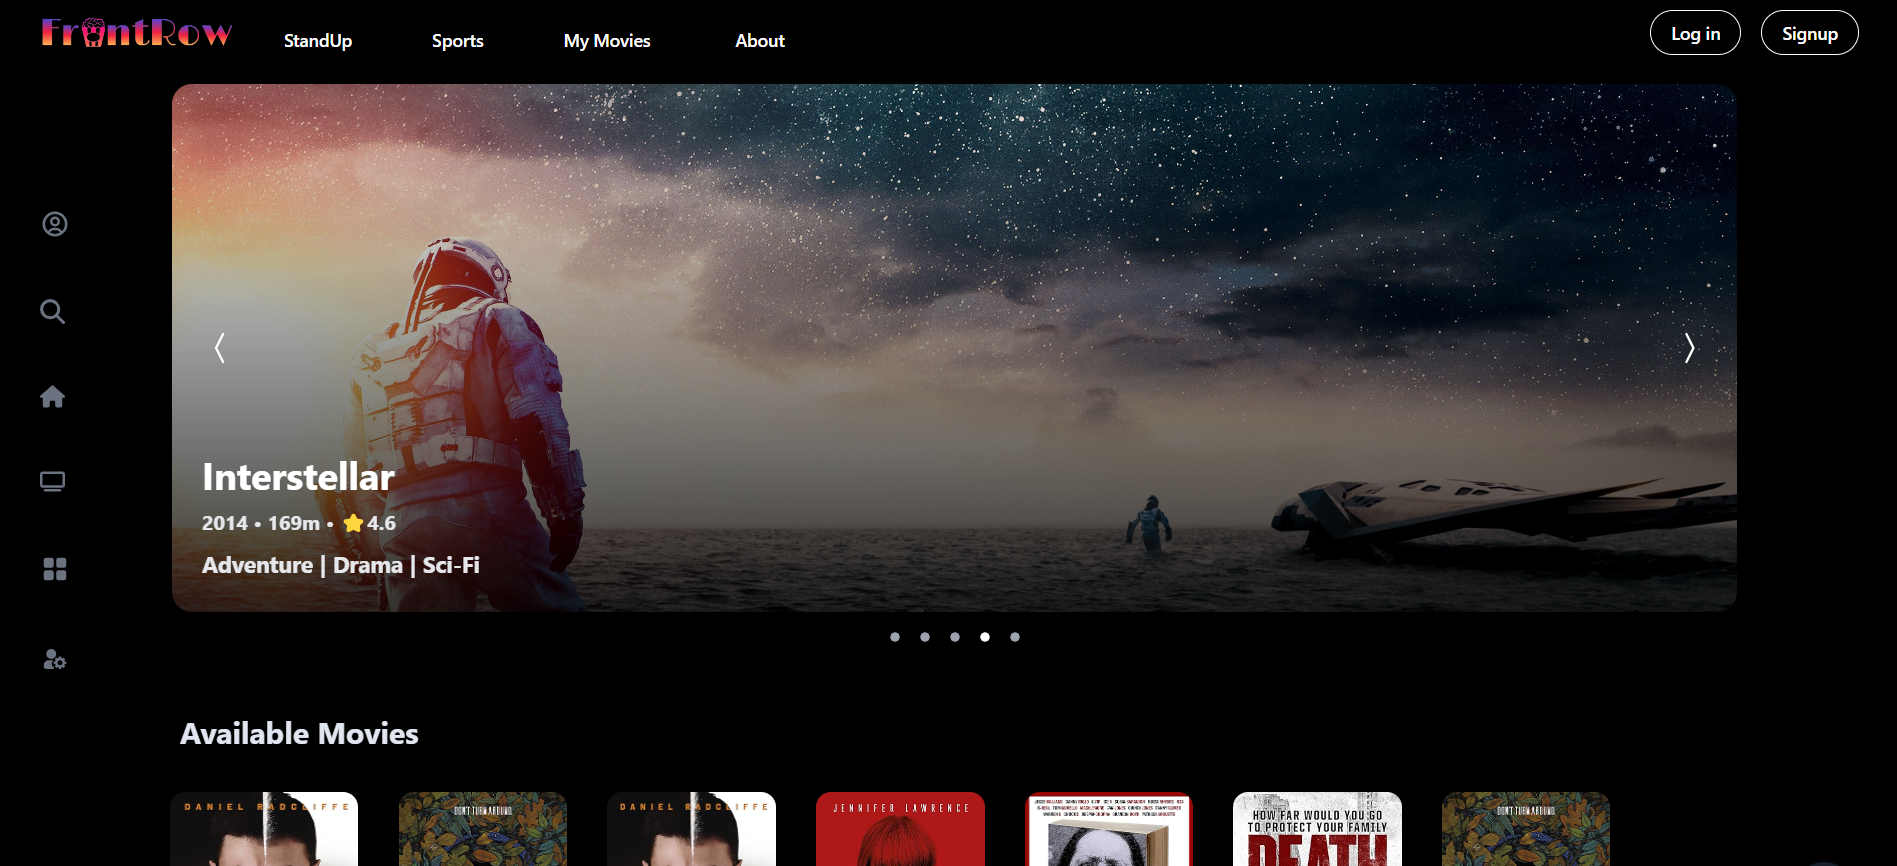 FrontRow
StandUp
Sports
My Movies
About
Log in
Signup
Interstellar
2014 • 169m • 4.6
Adventure | Drama | Sci-Fi
Available Movies
DANIEL RADCLIFFE
DON'T TURN AROUND.
DANIEL RADCLIFFE
JENNIFER LAWRENCE
HOW FAR WOULD YOU GO
TO PROTECT YOUR FAMILY
DEATH
DON'T TURN AROUND.